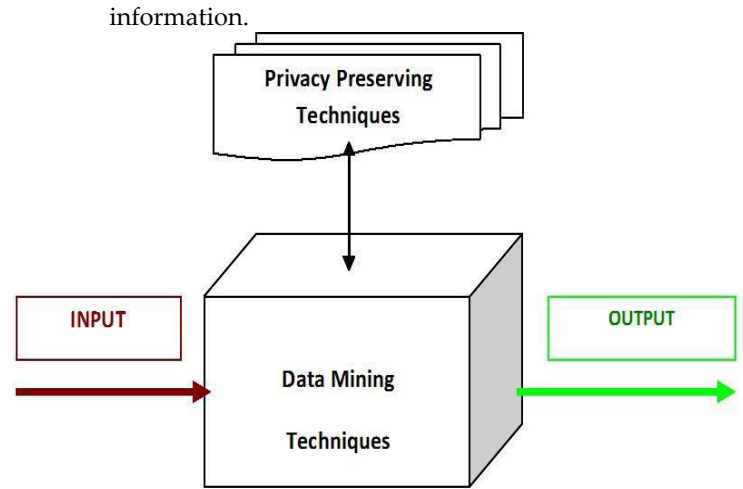 information.
Privacy Preserving
Techniques
INPUT
OUTPUT
Data Mining
Techniques